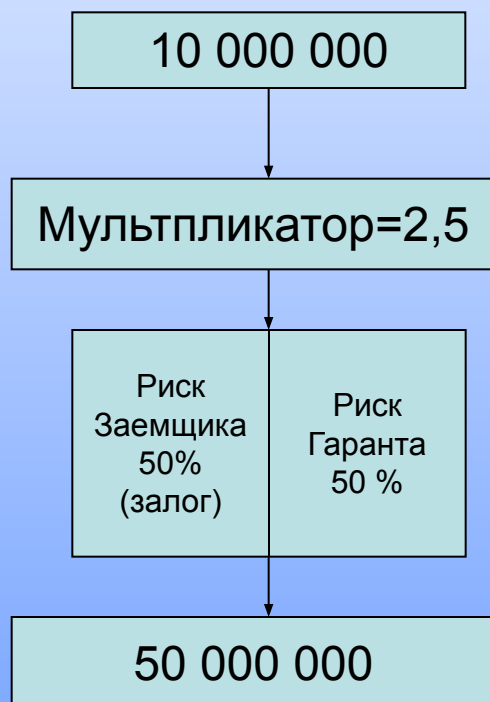 10 000 000
Мультпликатор=2,5
Риск
Заемщика
50%
(залог)
Риск
Гаранта
50 %
50 000 000